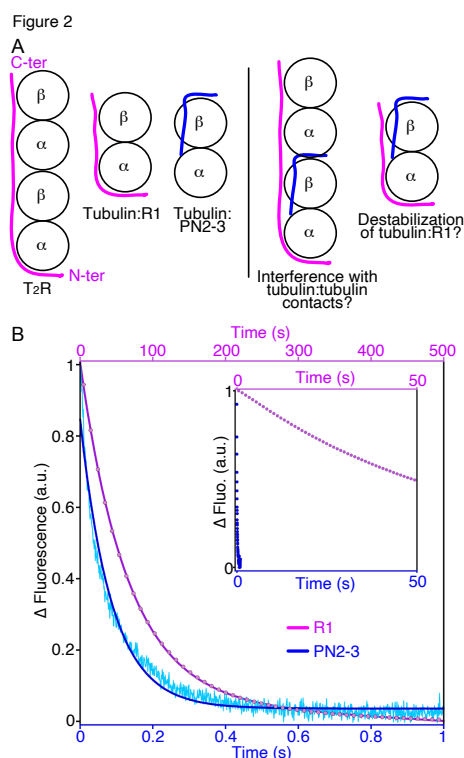 Figure 2
A
C-ter
β
α
β
α
N-ter
T2R
β
α
Tubulin:R1
β
α
Tubulin:
PN2-3
β
α
β
α
Interference with
tubulin:tubulin
contacts?
β
α
Destabilization
of tubulin:R1?
B
Time (s)
0 100 200 300 400 500
Δ Fluorescence (a.u.)
1
0.8
0.6
0.4
0.2
0
0 0.2 0.4 0.6 0.8 1
Time (s)
Time (s)
0 50
Δ Fluo. (a.u.)
1
0
0 50
Time (s)
R1
PN2-3